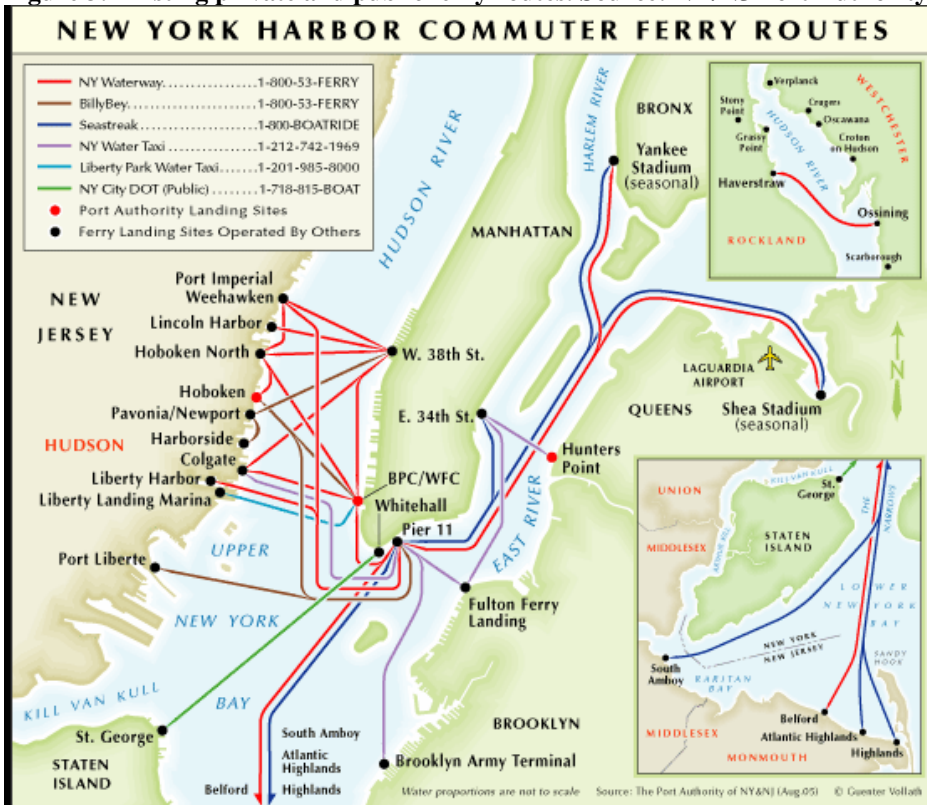 NEW YORK HARBOR COMMUTER FERRY ROUTES
NY Waterway.................1-800-53-FERRY
BillyBey.......................1-800-53-FERRY
Seastreak....................1-800-BOATRIDE
NY Water Taxi...............1-212-742-1969
Liberty Park Water Taxi.....1-201-985-8000
NY City DOT (Public)........1-718-815-BOAT
Port Authority Landing Sites
Ferry Landing Sites Operated By Others
HUDSON RIVER
HARLEM RIVER
BRONX
Yankee
Stadium
(seasonal)
MANHATTAN
Verplanck
Stony
Point
Crugers
Oscawana
Grassy
Point
Croton
on Hudson
WESTCHESTER
HUDSON RIVER
Haverstraw
Ossining
ROCKLAND
Scarborough
NEW
JERSEY
Port Imperial
Weehawken
Lincoln Harbor
Hoboken North
W. 38th St.
Hoboken
Pavonia/Newport
HUDSON
Harborside
Colgate
Liberty Harbor
Liberty Landing Marina
E. 34th St.
LAGUARDIA
AIRPORT
QUEENS
Shea Stadium
(seasonal)
N
Hunters
Point
BPC/WFC
Whitehall
Pier 11
EAST RIVER
Port Liberte
UPPER
NEW YORK
BAY
Fulton Ferry
Landing
KILL VAN KULL
St. George
STATEN
ISLAND
BROOKLYN
Brooklyn Army Terminal
South Amboy
Atlantic
Highlands
Belford
Highlands
UNION
KILL VAN KULL
St.
George
THE
NARROWS
MIDDLESEX
ARTHUR KILL
STATEN
ISLAND
LOWER
NEW YORK
BAY
NEW YORK
NEW JERSEY
SANDY
HOOK
South
Amboy
RARITAN
BAY
Belford
Atlantic Highlands
Highlands
MIDDLESEX
MONMOUTH
Water proportions are not to scale
Source: The Port Authority of NY&NJ (Aug.05)
© Guenter Vollath